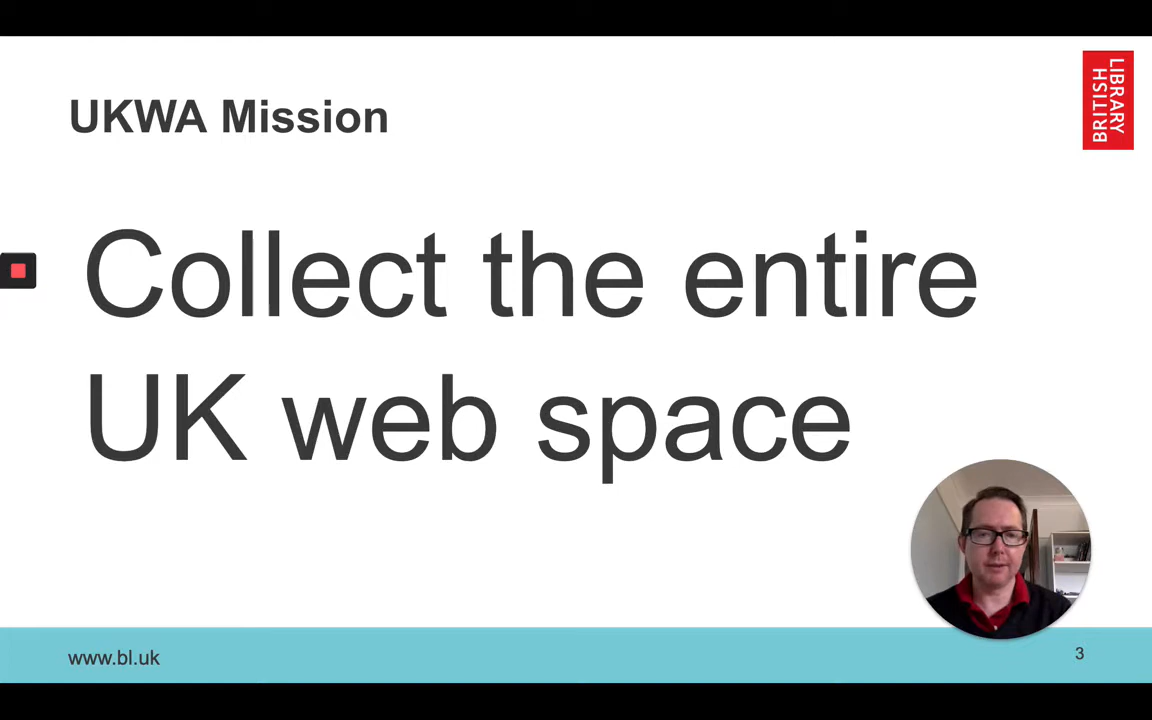 UKWA Mission
LIBRARY
BRITISH
Collect the entire
UK web space
www.bl.uk
3